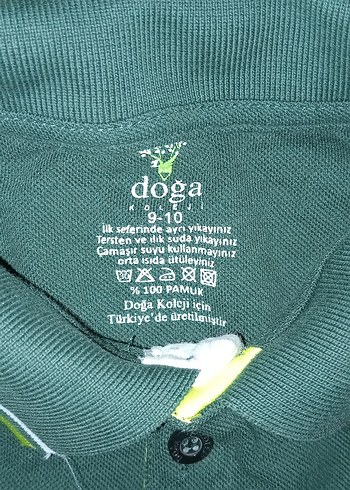 doğa
KOLEJİ
9-10
İlk seferinde ayrı yıkayınız
Tersten ve ılık suda yıkayınız
Çamaşır suyu kullanmayınız
orta ısıda ütüleyiniz
% 100 PAMUK
Doğa Koleji için
Türkiye'de üretilmiştir